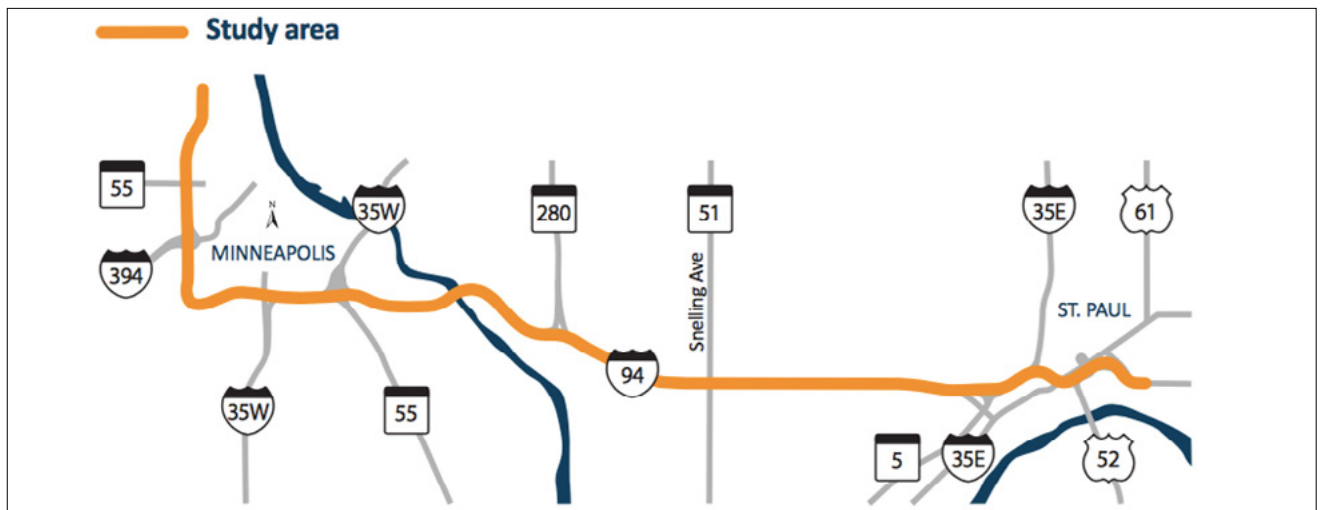 Study area
55
35W
280
51
35E
61
N
MINNEAPOLIS
394
Snelling Ave
ST. PAUL
94
35W
55
5
35E
52